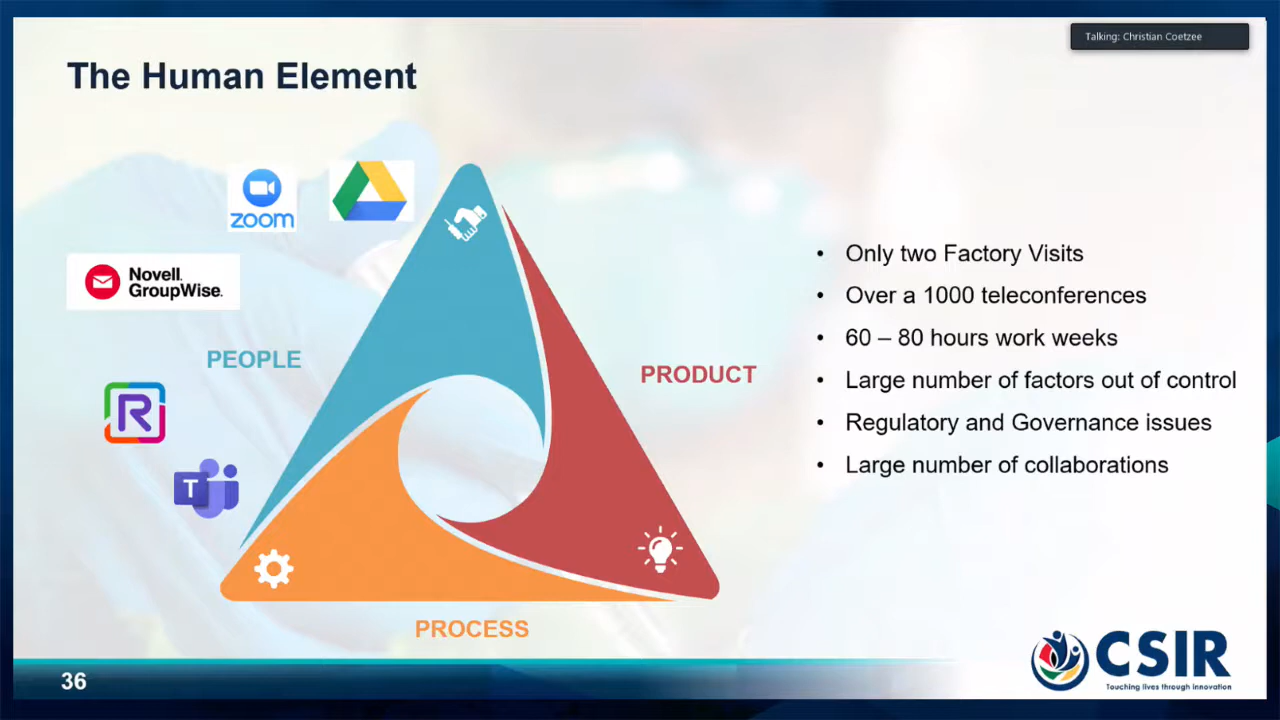 Talking: Christian Coetzee
The Human Element
zoom
Novell.
GroupWise.
PEOPLE
R
T
PRODUCT
PROCESS
• Only two Factory Visits
• Over a 1000 teleconferences
• 60 – 80 hours work weeks
• Large number of factors out of control
• Regulatory and Governance issues
• Large number of collaborations
36
CSIR
Touching lives through innovation